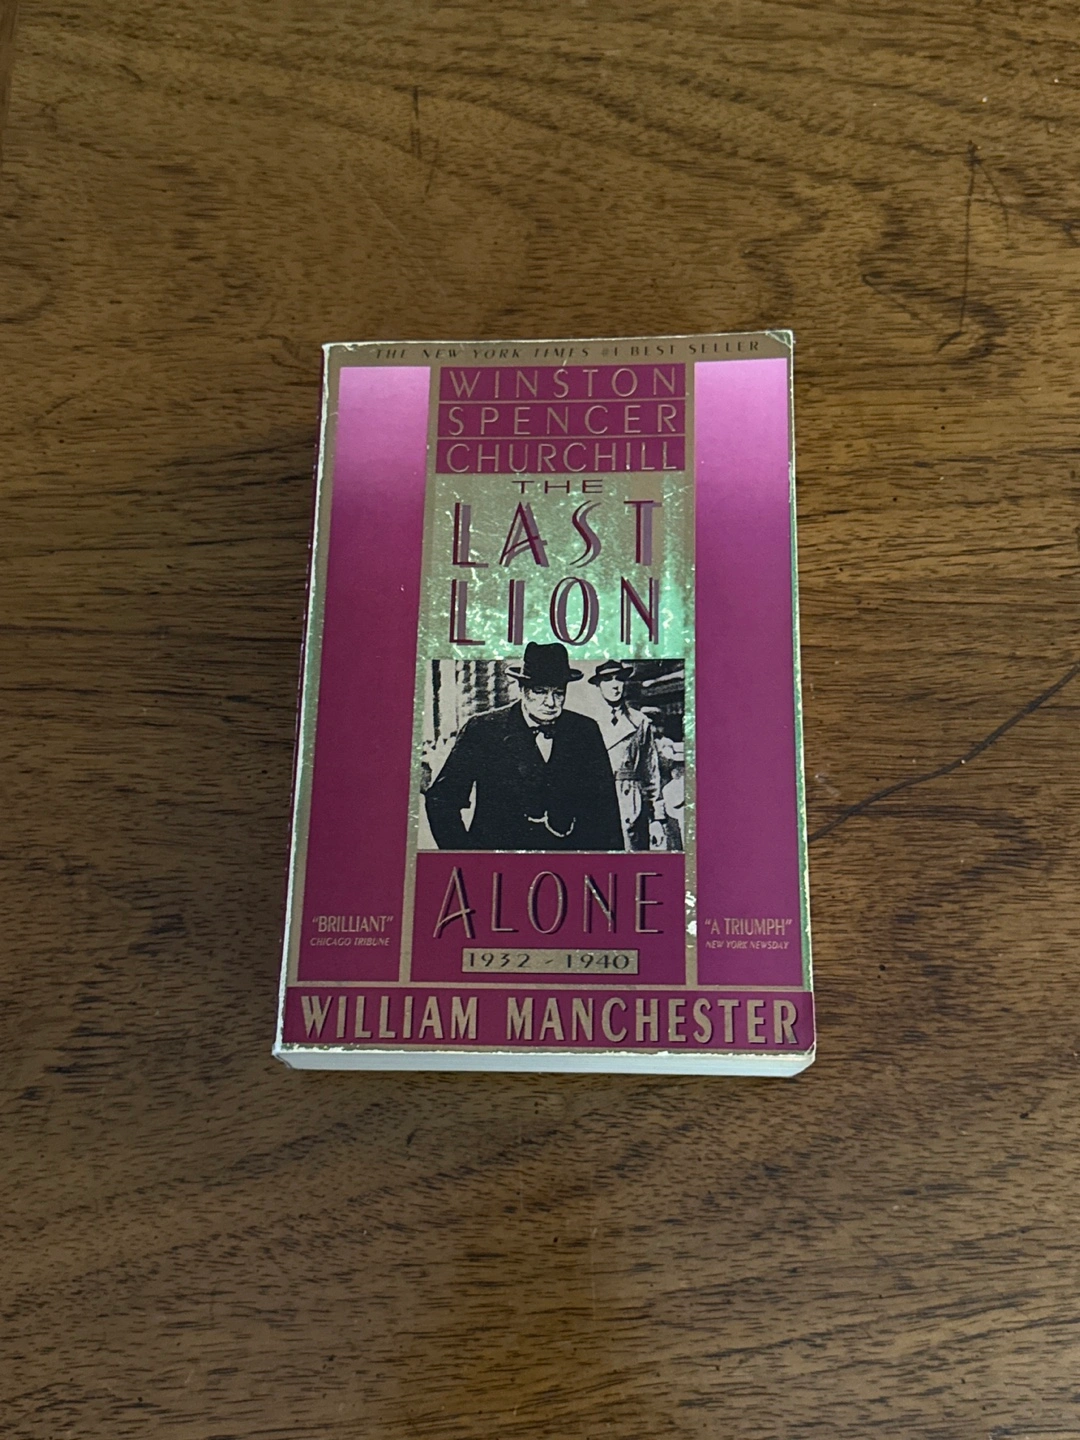 THE NEW YORK TIMES #1 BEST SELLER
WINSTON
SPENCER
CHURCHILL
THE
LAST
LION
ALONE
1932 - 1940
"BRILLIANT"
CHICAGO TRIBUNE
"A TRIUMPH"
NEW YORK NEWSDAY
WILLIAM MANCHESTER